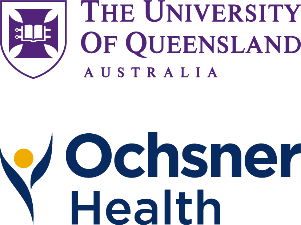 THE UNIVERSITY
OF QUEENSLAND
AUSTRALIA
Ochsner
Health